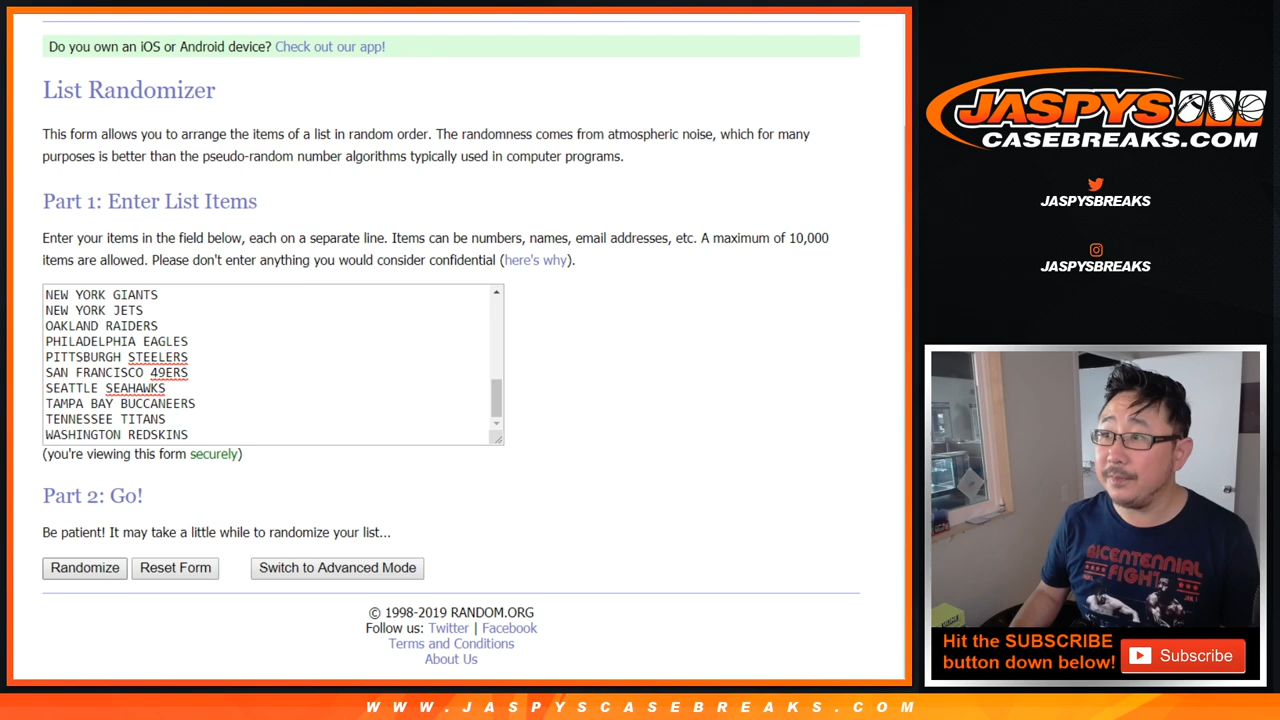 Do you own an iOS or Android device? Check out our app!
List Randomizer
This form allows you to arrange the items of a list in random order. The randomness comes from atmospheric noise, which for many
purposes is better than the pseudo-random number algorithms typically used in computer programs.
Part 1: Enter List Items
Enter your items in the field below, each on a separate line. Items can be numbers, names, email addresses, etc. A maximum of 10,000
items are allowed. Please don't enter anything you would consider confidential (here's why).
NEW YORK GIANTS
NEW YORK JETS
OAKLAND RAIDERS
PHILADELPHIA EAGLES
PITTSBURGH STEELERS
SAN FRANCISCO 49ERS
SEATTLE SEAHAWKS
TAMPA BAY BUCCANEERS
TENNESSEE TITANS
WASHINGTON REDSKINS
(you're viewing this form securely)
Part 2: Go!
Be patient! It may take a little while to randomize your list...
Randomize Reset Form Switch to Advanced Mode
© 1998-2019 RANDOM.ORG
Follow us: Twitter | Facebook
Terms and Conditions
About Us
JASPYS
CASEBREAKS.COM
JASPYSBREAKS
JASPYSBREAKS
BICENTENNIAL
FIGHT
Hit the SUBSCRIBE
button down below!
Subscribe
WWW.JASPYSCASEBREAKS.COM